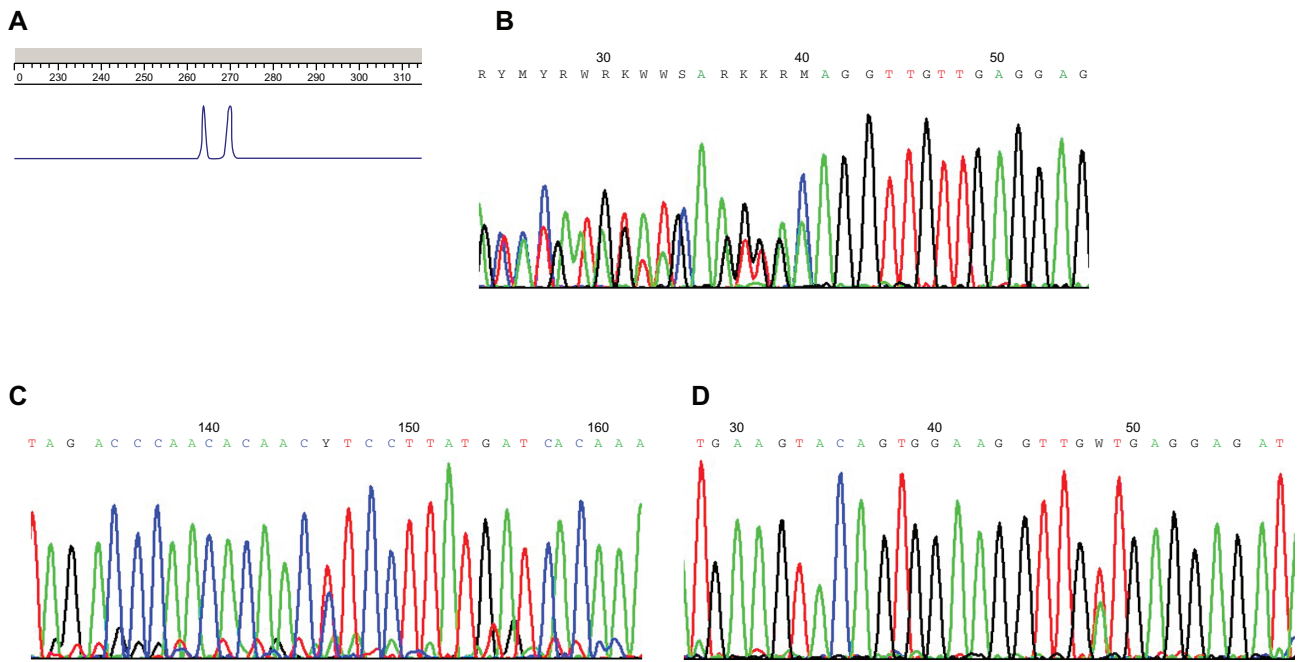 A
0 230 240 250 260 270 280 290 300 310
B
30 40 50
R Y M Y R W R K W W S A R K K R M A G G T T G T T G A G G A G
C
140 150 160
T A G A C C C A A C A C A A C Y T C C T T A T G A T C A C A A A
D
30 40 50
T G A A G T A C A G T G G A A G G T T G W T G A G G A G A T